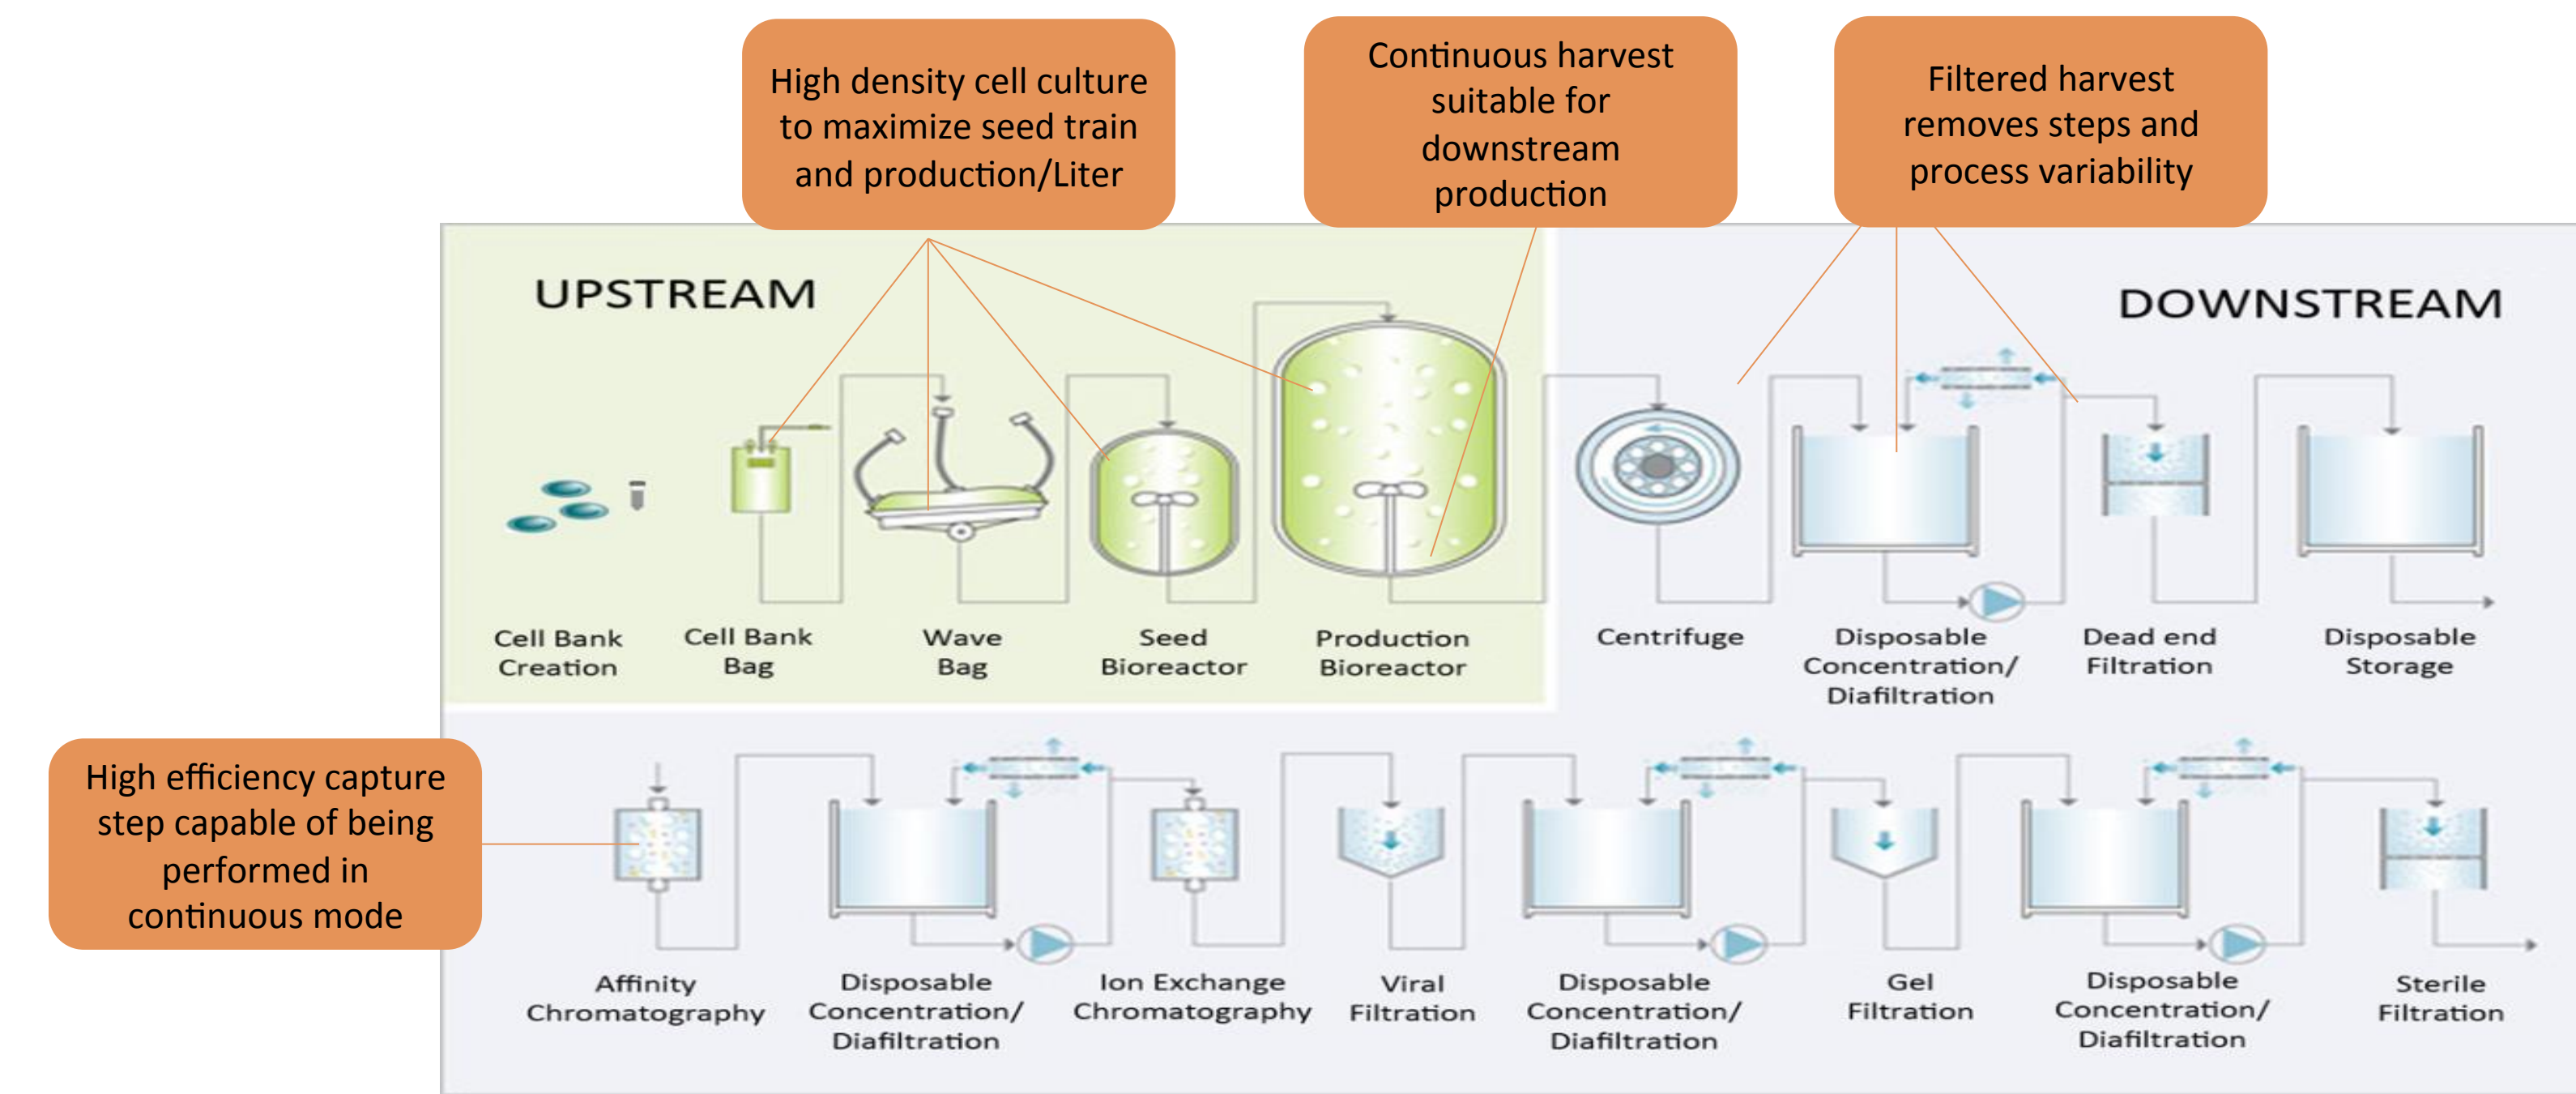 High density cell culture
to maximize seed train
and production/Liter
Continuous harvest
suitable for
downstream
production
Filtered harvest
removes steps and
process variability
UPSTREAM
DOWNSTREAM
Cell Bank
Creation
Cell Bank
Bag
Wave
Bag
Seed
Bioreactor
Production
Bioreactor
Centrifuge
Disposable
Concentration/
Diafiltration
Dead end
Filtration
Disposable
Storage
High efficiency capture
step capable of being
performed in
continuous mode
Affinity
Chromatography
Disposable
Concentration/
Diafiltration
Ion Exchange
Chromatography
Viral
Filtration
Disposable
Concentration/
Diafiltration
Gel
Filtration
Disposable
Concentration/
Diafiltration
Sterile
Filtration